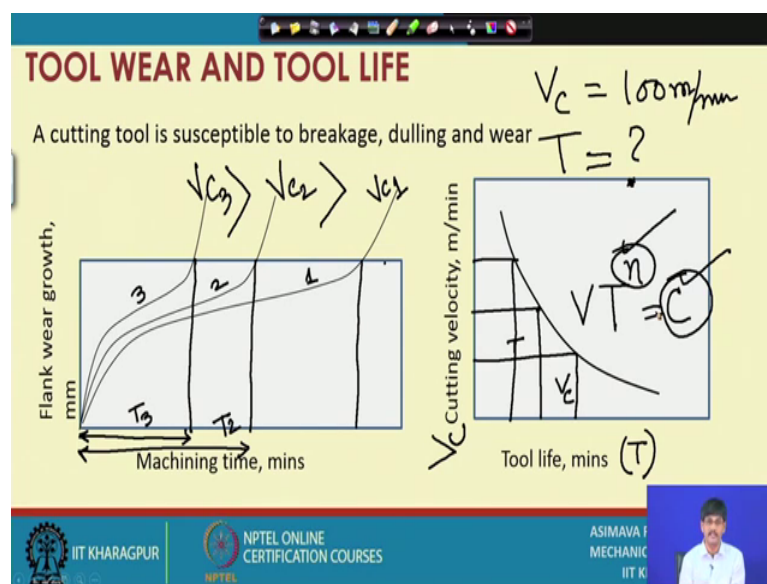 TOOL WEAR AND TOOL LIFE
Vc = 100m/min
A cutting tool is susceptible to breakage, dulling and wear
T = ?
Vc3 > Vc2 > Vc1
Flank wear growth, mm
3 2 1
T3 T2
Machining time, mins
Cutting velocity, m/min
VT^n = C
T
Vc
Vc
Tool life, mins (T)
IIT KHARAGPUR
NPTEL
NPTEL ONLINE
CERTIFICATION COURSES
ASIMAVA
MECHANIC
IIT K